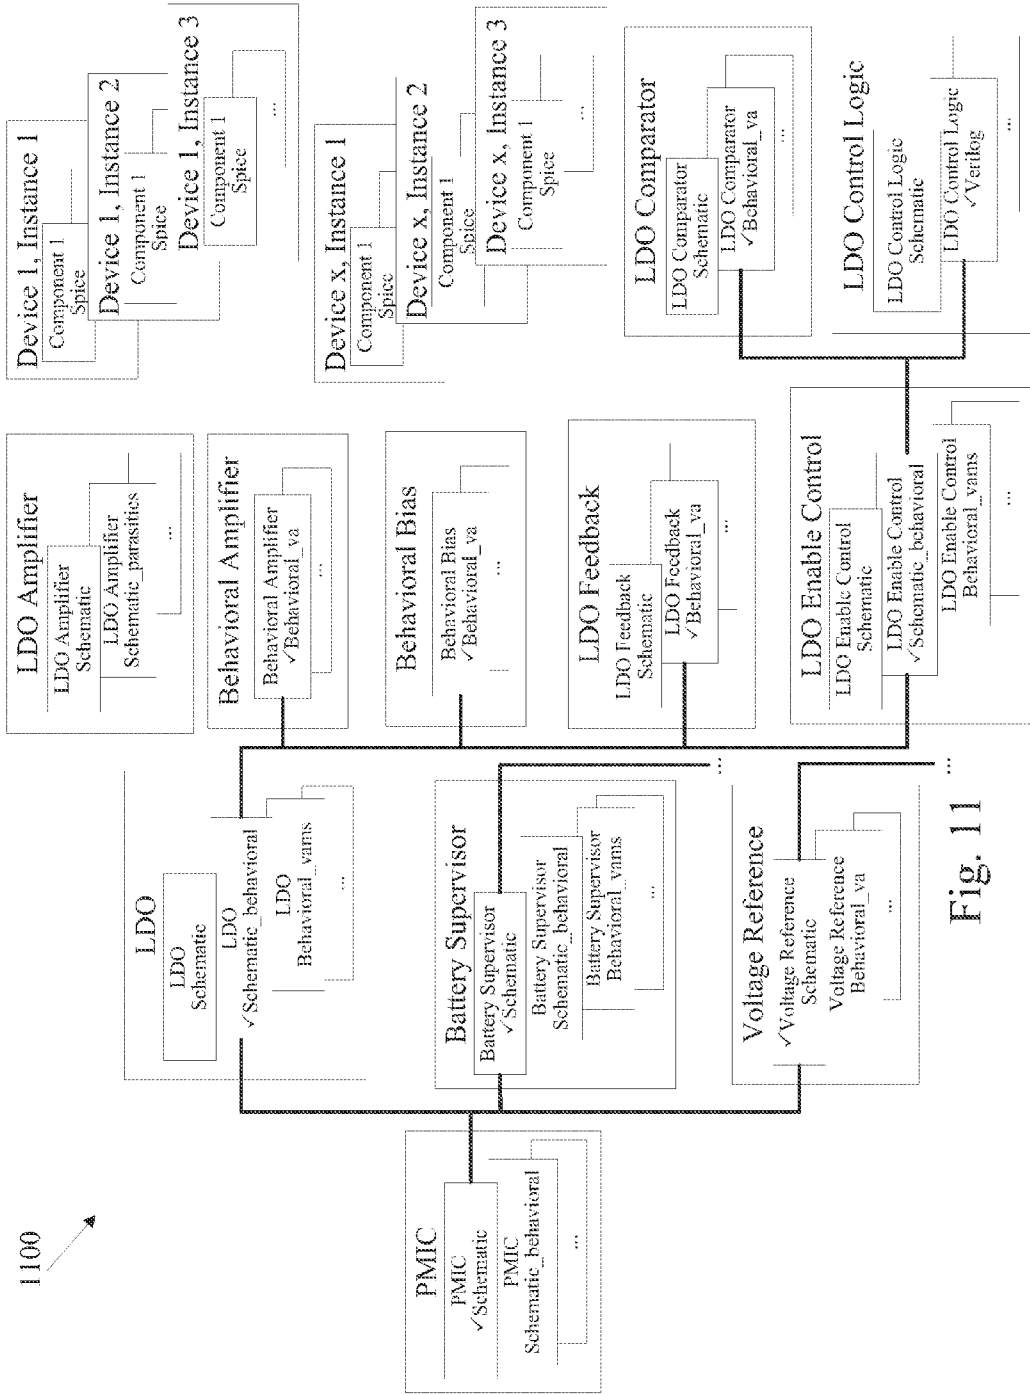 1100
PMIC
PMIC
✓Schematic
PMIC
Schematic_behavioral
...
LDO
LDO
Schematic
LDO
✓Schematic_behavioral
LDO
Behavioral_vams
...
Battery Supervisor
Battery Supervisor
✓Schematic
Battery Supervisor
Schematic_behavioral
Battery Supervisor
Behavioral_vams
...
...
Voltage Reference
✓Voltage Reference
Schematic
Voltage Reference
Behavioral_va
...
...
LDO Amplifier
LDO Amplifier
Schematic
LDO Amplifier
Schematic_parasitics
...
Behavioral Amplifier
Behavioral Amplifier
✓Behavioral_va
...
Behavioral Bias
Behavioral Bias
✓Behavioral_va
...
LDO Feedback
LDO Feedback
Schematic
LDO Feedback
✓Behavioral_va
...
LDO Enable Control
LDO Enable Control
Schematic
LDO Enable Control
✓Schematic_behavioral
LDO Enable Control
Behavioral_vams
...
Device 1, Instance 1
Component 1
Spice
Device 1, Instance 2
Component 1
Spice
Device 1, Instance 3
Component 1
Spice
...
Device x, Instance 1
Component 1
Spice
Device x, Instance 2
Component 1
Spice
Device x, Instance 3
Component 1
Spice
...
LDO Comparator
LDO Comparator
Schematic
LDO Comparator
✓Behavioral_va
...
LDO Control Logic
LDO Control Logic
Schematic
LDO Control Logic
✓Verilog
...
Fig. 11